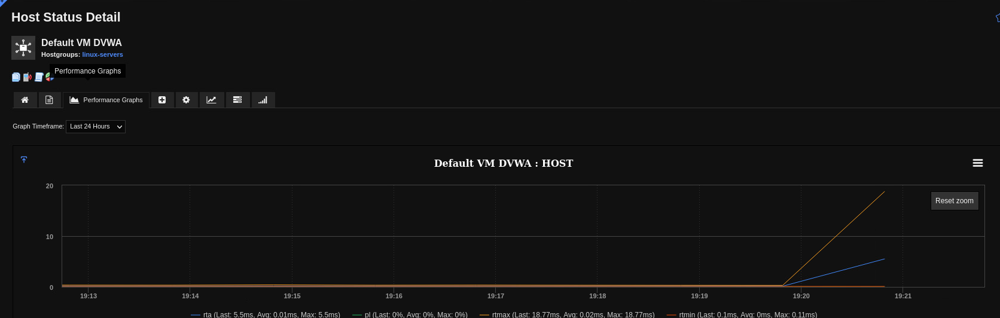 Host Status Detail
Default VM DVWA
Hostgroups: linux-servers
Performance Graphs
Performance Graphs
Graph Timeframe: Last 24 Hours
Default VM DVWA : HOST
20
Reset zoom
10
0
19:13 19:14 19:15 19:16 19:17 19:18 19:19 19:20 19:21
rta (Last: 5.5ms, Avg: 0.01ms, Max: 5.5ms) pl (Last: 0%, Avg: 0%, Max: 0%) rtmax (Last: 18.77ms, Avg: 0.02ms, Max: 18.77ms) rtmin (Last: 0.1ms, Avg: 0ms, Max: 0.11ms)